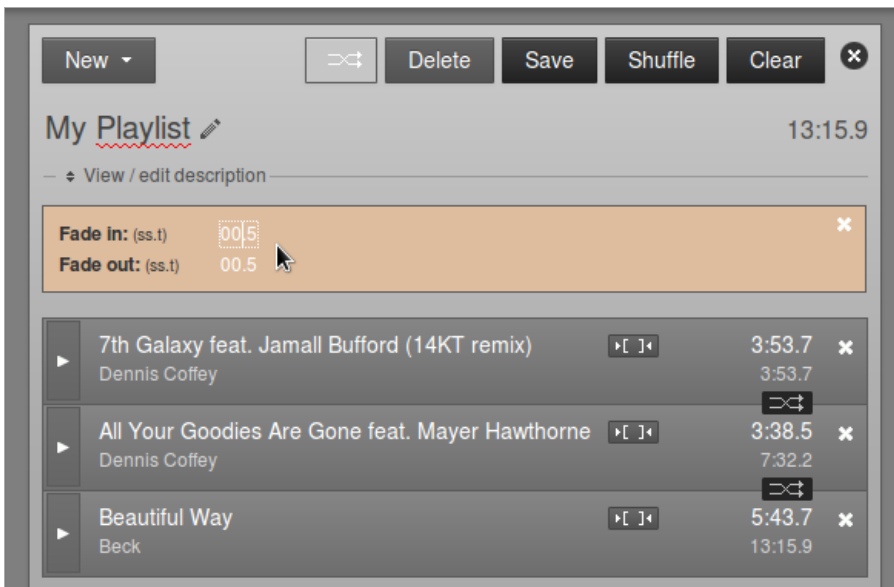 New Delete Save Shuffle Clear
My Playlist 13:15.9
View / edit description
Fade in: (ss.t) 00.5
Fade out: (ss.t) 00.5
7th Galaxy feat. Jamall Bufford (14KT remix) 3:53.7
Dennis Coffey 3:53.7
All Your Goodies Are Gone feat. Mayer Hawthorne 3:38.5
Dennis Coffey 7:32.2
Beautiful Way 5:43.7
Beck 13:15.9